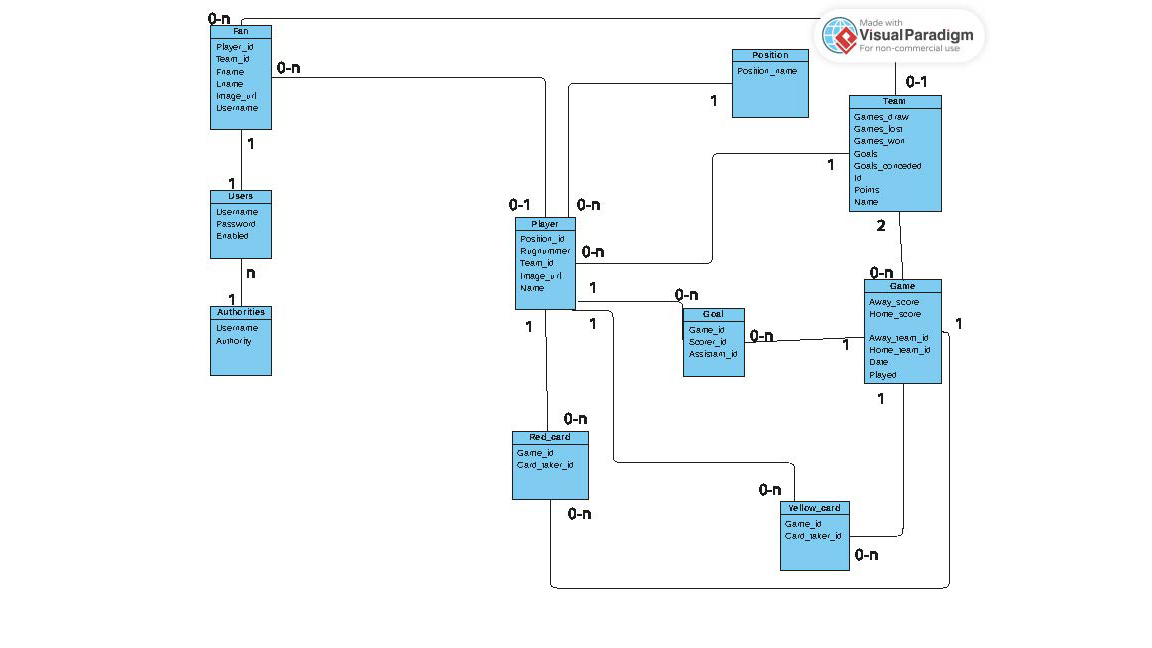 0-n
Fan
Player_id
Team_id
Fname
Lname
Image_url
Username
0-n
1
1
Users
Username
Password
Enabled
n
1
Authorities
Username
Authority
Made with
VisualParadigm
For non-commercial use
Position
Position_name
1
0-1
Team
Games_draw
Games_lost
Games_won
Goals
Goals_conceded
Id
Points
Name
1
2
0-1
0-n
Player
Position_id
Rugnummer
Team_id
Image_url
Name
0-n
1
1
1
0-n
Goal
Game_id
Scorer_id
Assistant_id
0-n
1
0-n
Game
Away_score
Home_score
Away_team_id
Home_team_id
Date
Played
1
1
0-n
Red_card
Game_id
Card_taker_id
0-n
0-n
Yellow_card
Game_id
Card_taker_id
0-n